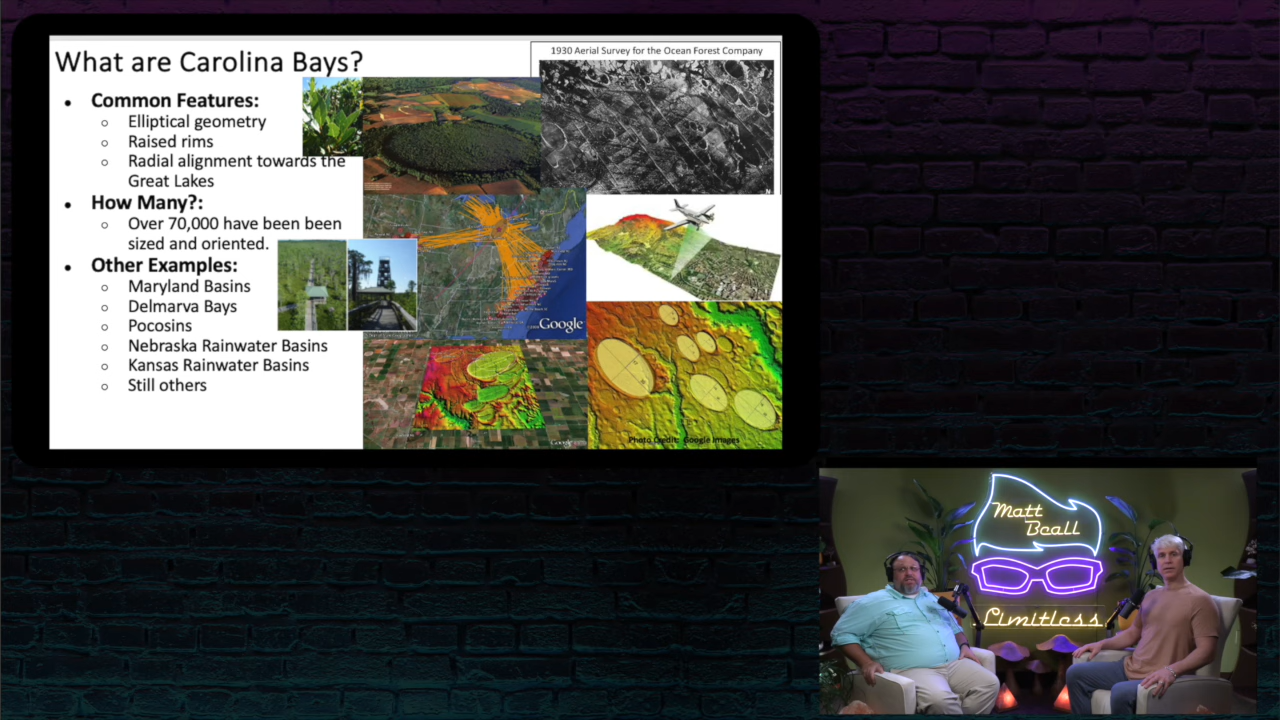 What are Carolina Bays?
Common Features:
Elliptical geometry
Raised rims
Radial alignment towards the
Great Lakes
How Many?:
Over 70,000 have been been
sized and oriented.
Other Examples:
Maryland Basins
Delmarva Bays
Pocosins
Nebraska Rainwater Basins
Kansas Rainwater Basins
Still others
1930 Aerial Survey for the Ocean Forest Company
N
Google
Google
Photo Credit: Google Images
Matt
Beall
Limitless